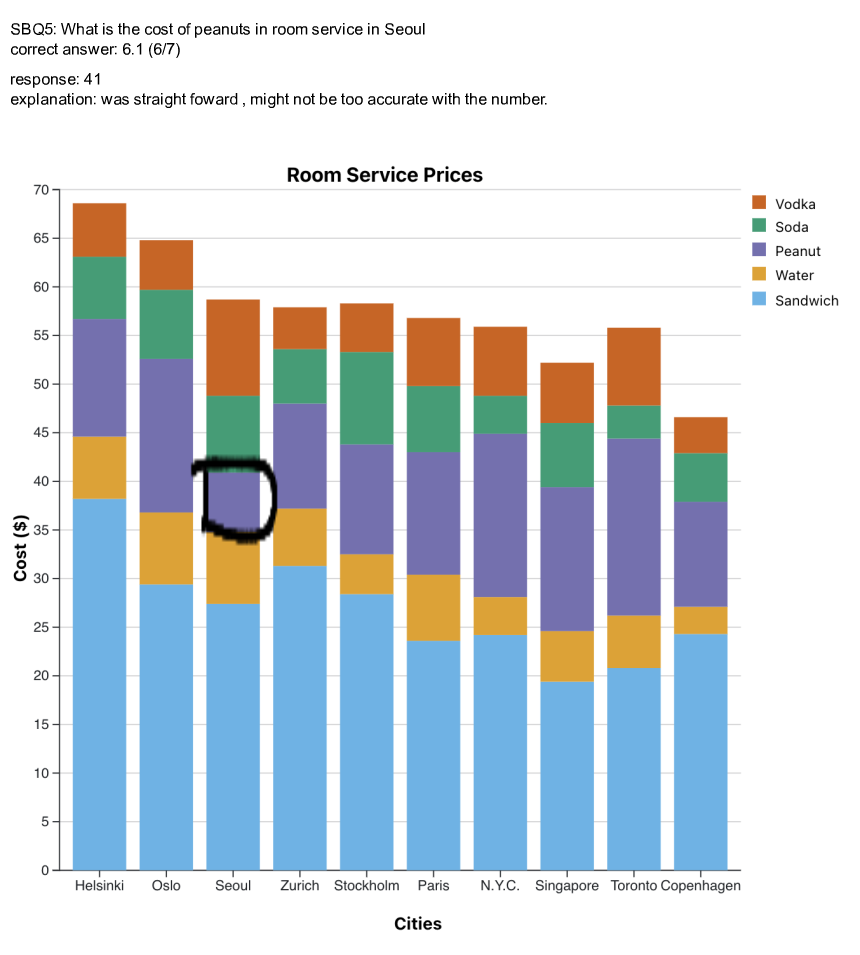 SBQ5: What is the cost of peanuts in room service in Seoul
correct answer: 6.1 (6/7)
response: 41
explanation: was straight foward , might not be too accurate with the number.
Room Service Prices
70
65
60
55
50
45
40
35
30
25
20
15
10
5
0
Cost ($)
Vodka
Soda
Peanut
Water
Sandwich
Helsinki Oslo Seoul Zurich Stockholm Paris N.Y.C. Singapore Toronto Copenhagen
Cities